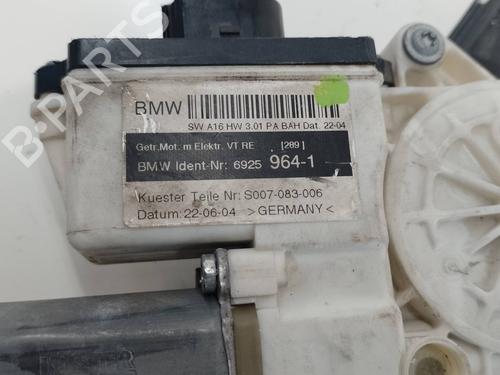 BMW
SW A16 HW 3.01 PA BAH Dat. 22-04
Getr.Mot. m Elektr. VT RE [289]
BMW Ident-Nr: 6925 964-1
Kuester Teile Nr: S007-083-006
Datum: 22-06-04 >GERMANY<
B-PARTS